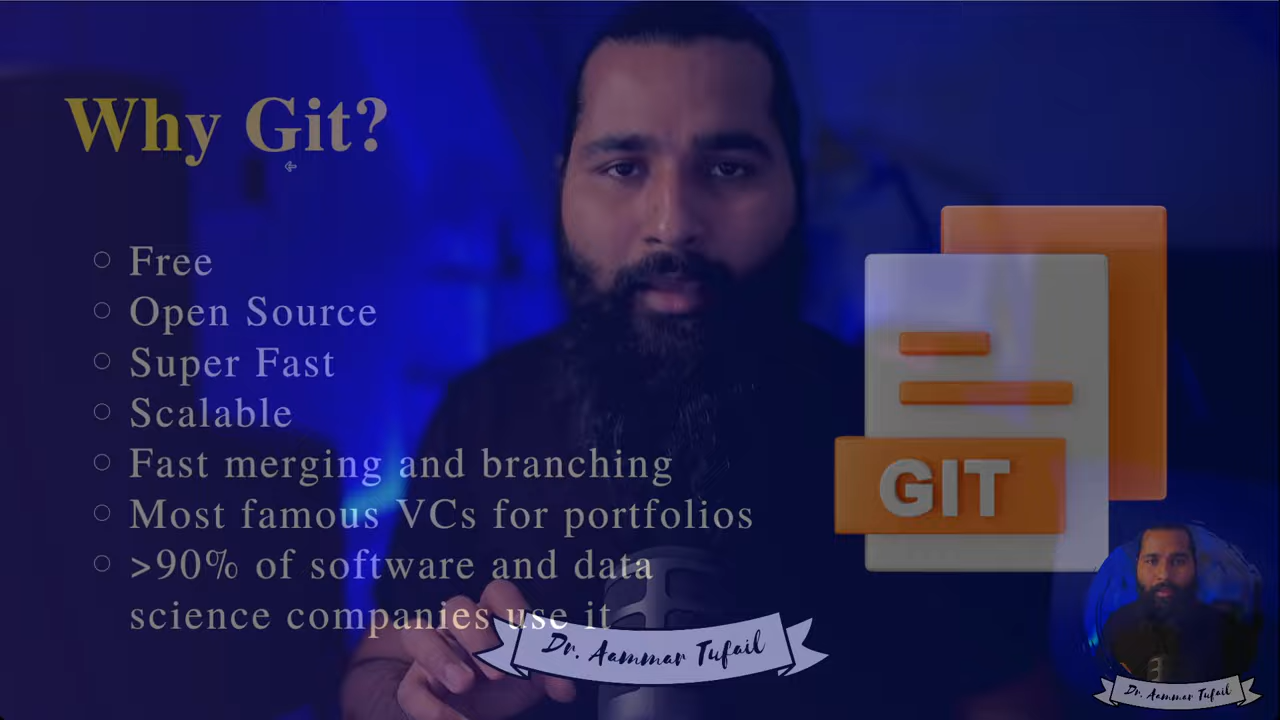 Why Git?
Free
Open Source
Super Fast
Scalable
Fast merging and branching
Most famous VCs for portfolios
>90% of software and data
science companies use it
GIT
Dr. Aammar Tufail
Dr. Aammar Tufail